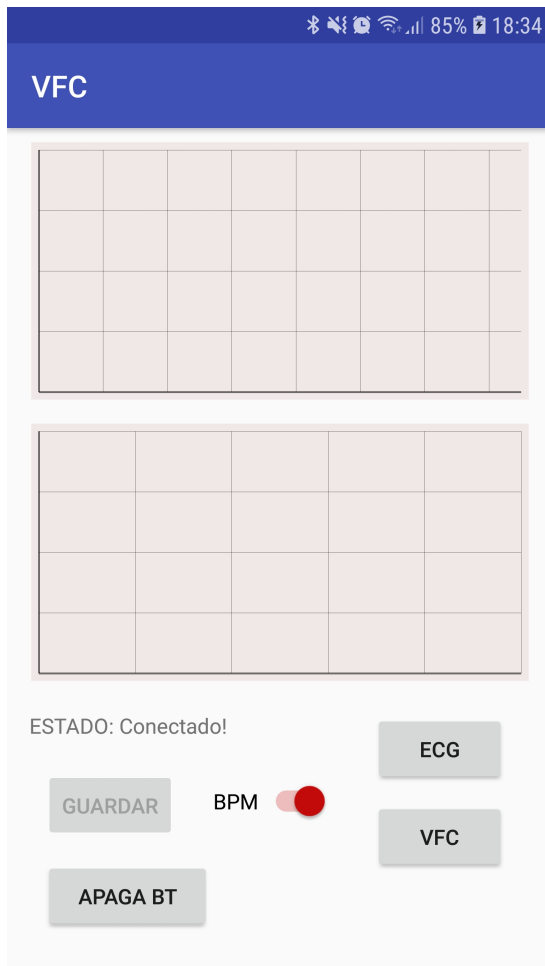 85% 18:34
VFC
ESTADO: Conectado!
ECG
GUARDAR
BPM
VFC
APAGA BT